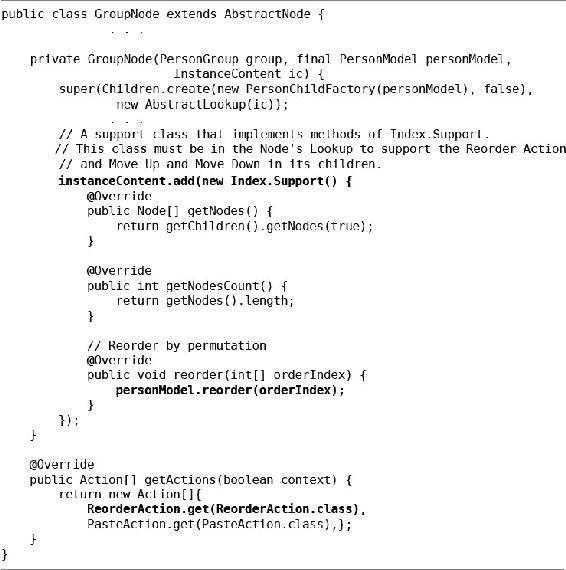 public class GroupNode extends AbstractNode {
. . .
private GroupNode(PersonGroup group, final PersonModel personModel,
InstanceContent ic) {
super(Children.create(new PersonChildFactory(personModel), false),
new AbstractLookup(ic));
. . .
// A support class that implements methods of Index.Support.
// This class must be in the Node's Lookup to support the Reorder Action
// and Move Up and Move Down in its children.
instanceContent.add(new Index.Support() {
@Override
public Node[] getNodes() {
return getChildren().getNodes(true);
}
@Override
public int getNodesCount() {
return getNodes().length;
}
// Reorder by permutation
@Override
public void reorder(int[] orderIndex) {
personModel.reorder(orderIndex);
}
});
}
@Override
public Action[] getActions(boolean context) {
return new Action[]{
ReorderAction.get(ReorderAction.class),
PasteAction.get(PasteAction.class),};
}
}